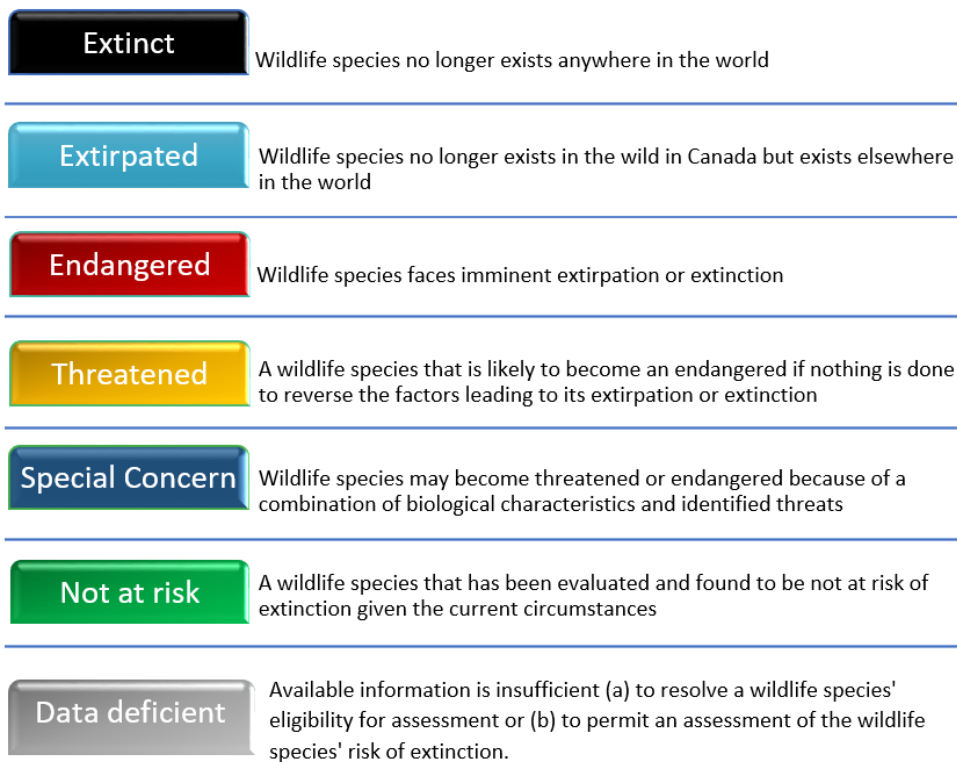 Extinct
Wildlife species no longer exists anywhere in the world
Extirpated
Wildlife species no longer exists in the wild in Canada but exists elsewhere
in the world
Endangered
Wildlife species faces imminent extirpation or extinction
Threatened
A wildlife species that is likely to become an endangered if nothing is done
to reverse the factors leading to its extirpation or extinction
Special Concern
Wildlife species may become threatened or endangered because of a
combination of biological characteristics and identified threats
Not at risk
A wildlife species that has been evaluated and found to be not at risk of
extinction given the current circumstances
Data deficient
Available information is insufficient (a) to resolve a wildlife species'
eligibility for assessment or (b) to permit an assessment of the wildlife
species' risk of extinction.